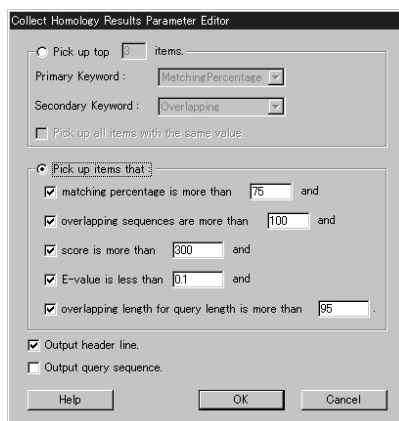 Collect Homology Results Parameter Editor
Pick up top 3 items.
Primary Keyword : MatchingPercentage
Secondary Keyword : Overlapping
Pick up all items with the same value.
Pick up items that :
matching percentage is more than 75 and
overlapping sequences are more than 100 and
score is more than 300 and
E-value is less than 0.1 and
overlapping length for query length is more than 95 .
Output header line.
Output query sequence.
Help OK Cancel